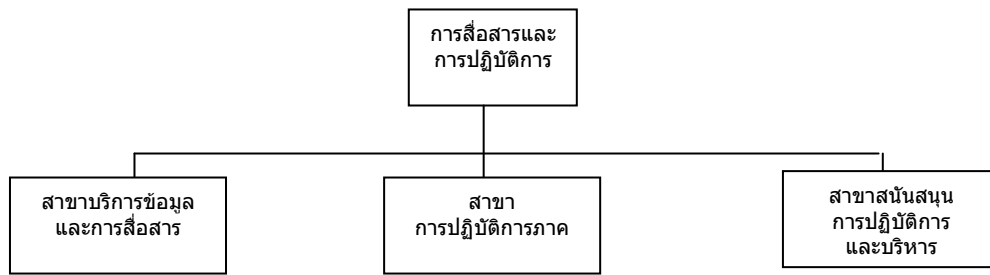 การสื่อสารและ
การปฏิบัติการ
สาขาบริการข้อมูล
และการสื่อสาร
สาขา
การปฏิบัติการภาค
สาขาสนันสนุน
การปฏิบัติการ
และบริหาร